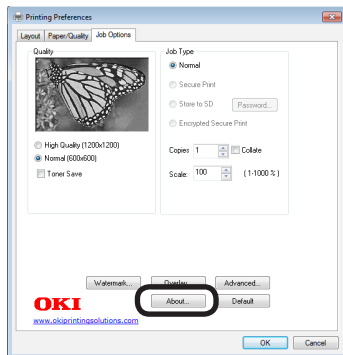 Printing Preferences
Layout Paper/Quality Job Options
Quality
High Quality (1200x1200)
Normal (600x600)
Toner Save
Job Type
Normal
Secure Print
Store to SD Password...
Encrypted Secure Print
Copies 1 Collate
Scale: 100 (1-1000 %)
Watermark... Overlay... Advanced...
OKI About... Default
www.okiprintingsolutions.com
OK Cancel